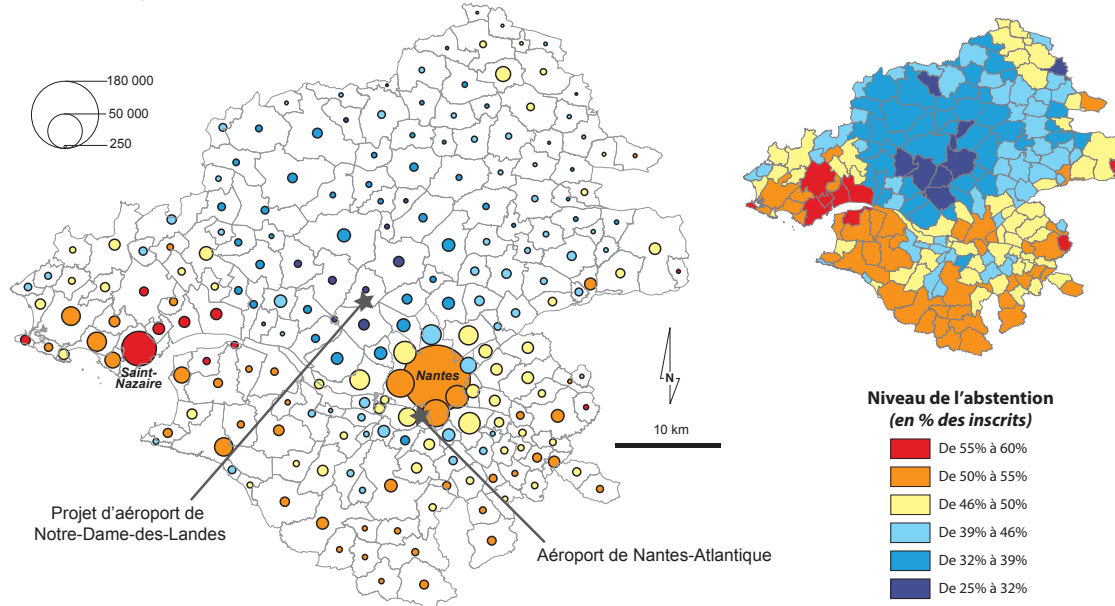 180 000
50 000
250
Saint-
Nazaire
Nantes
N
10 km
Projet d'aéroport de
Notre-Dame-des-Landes
Aéroport de Nantes-Atlantique
Niveau de l'abstention
(en % des inscrits)
De 55% à 60%
De 50% à 55%
De 46% à 50%
De 39% à 46%
De 32% à 39%
De 25% à 32%